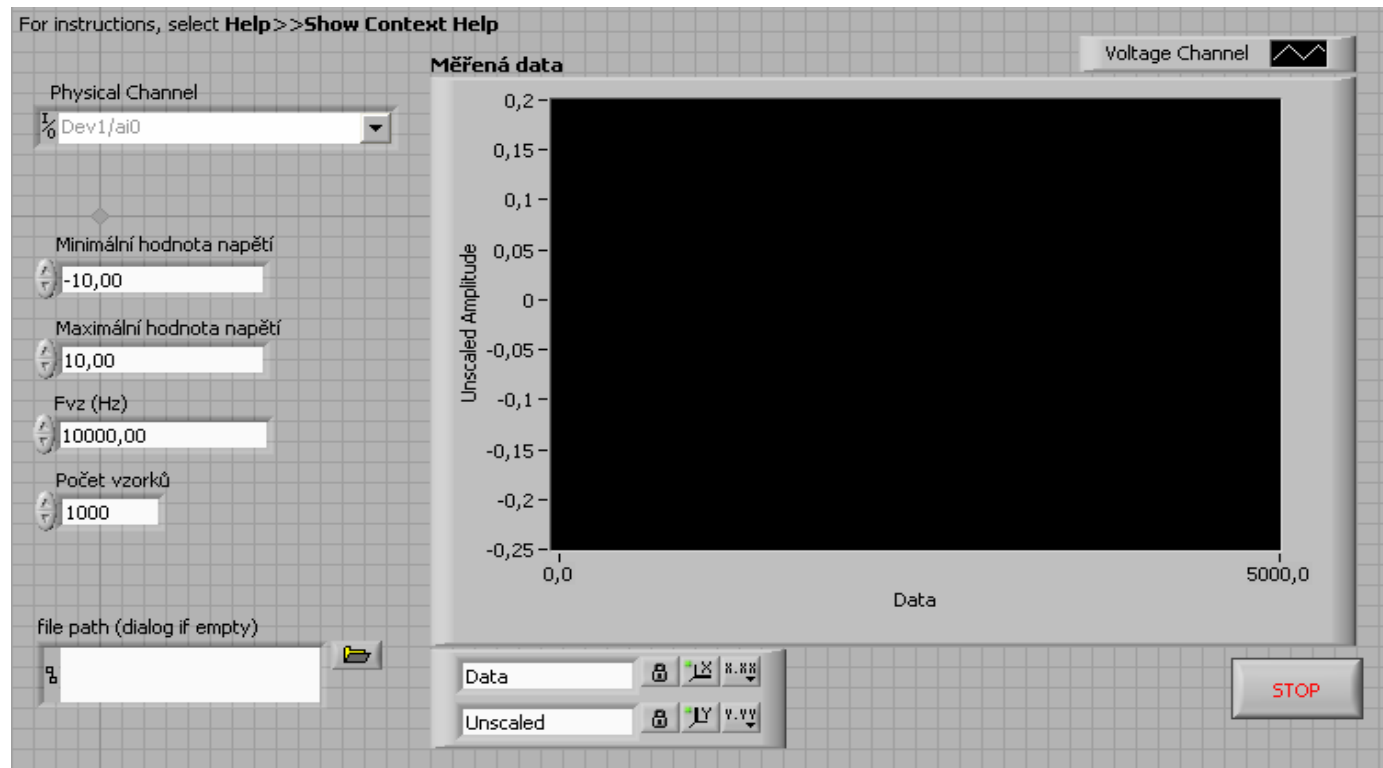 For instructions, select Help>>Show Context Help
Voltage Channel
Měřená data
Physical Channel
I/O Dev1/ai0
Minimální hodnota napětí
-10,00
Maximální hodnota napětí
10,00
Fvz (Hz)
10000,00
Počet vzorků
1000
file path (dialog if empty)
Unscaled Amplitude
0,2
0,15
0,1
0,05
0
-0,05
-0,1
-0,15
-0,2
-0,25
0,0
5000,0
Data
Data
X
X.XX
Unscaled
Y
Y.YY
STOP